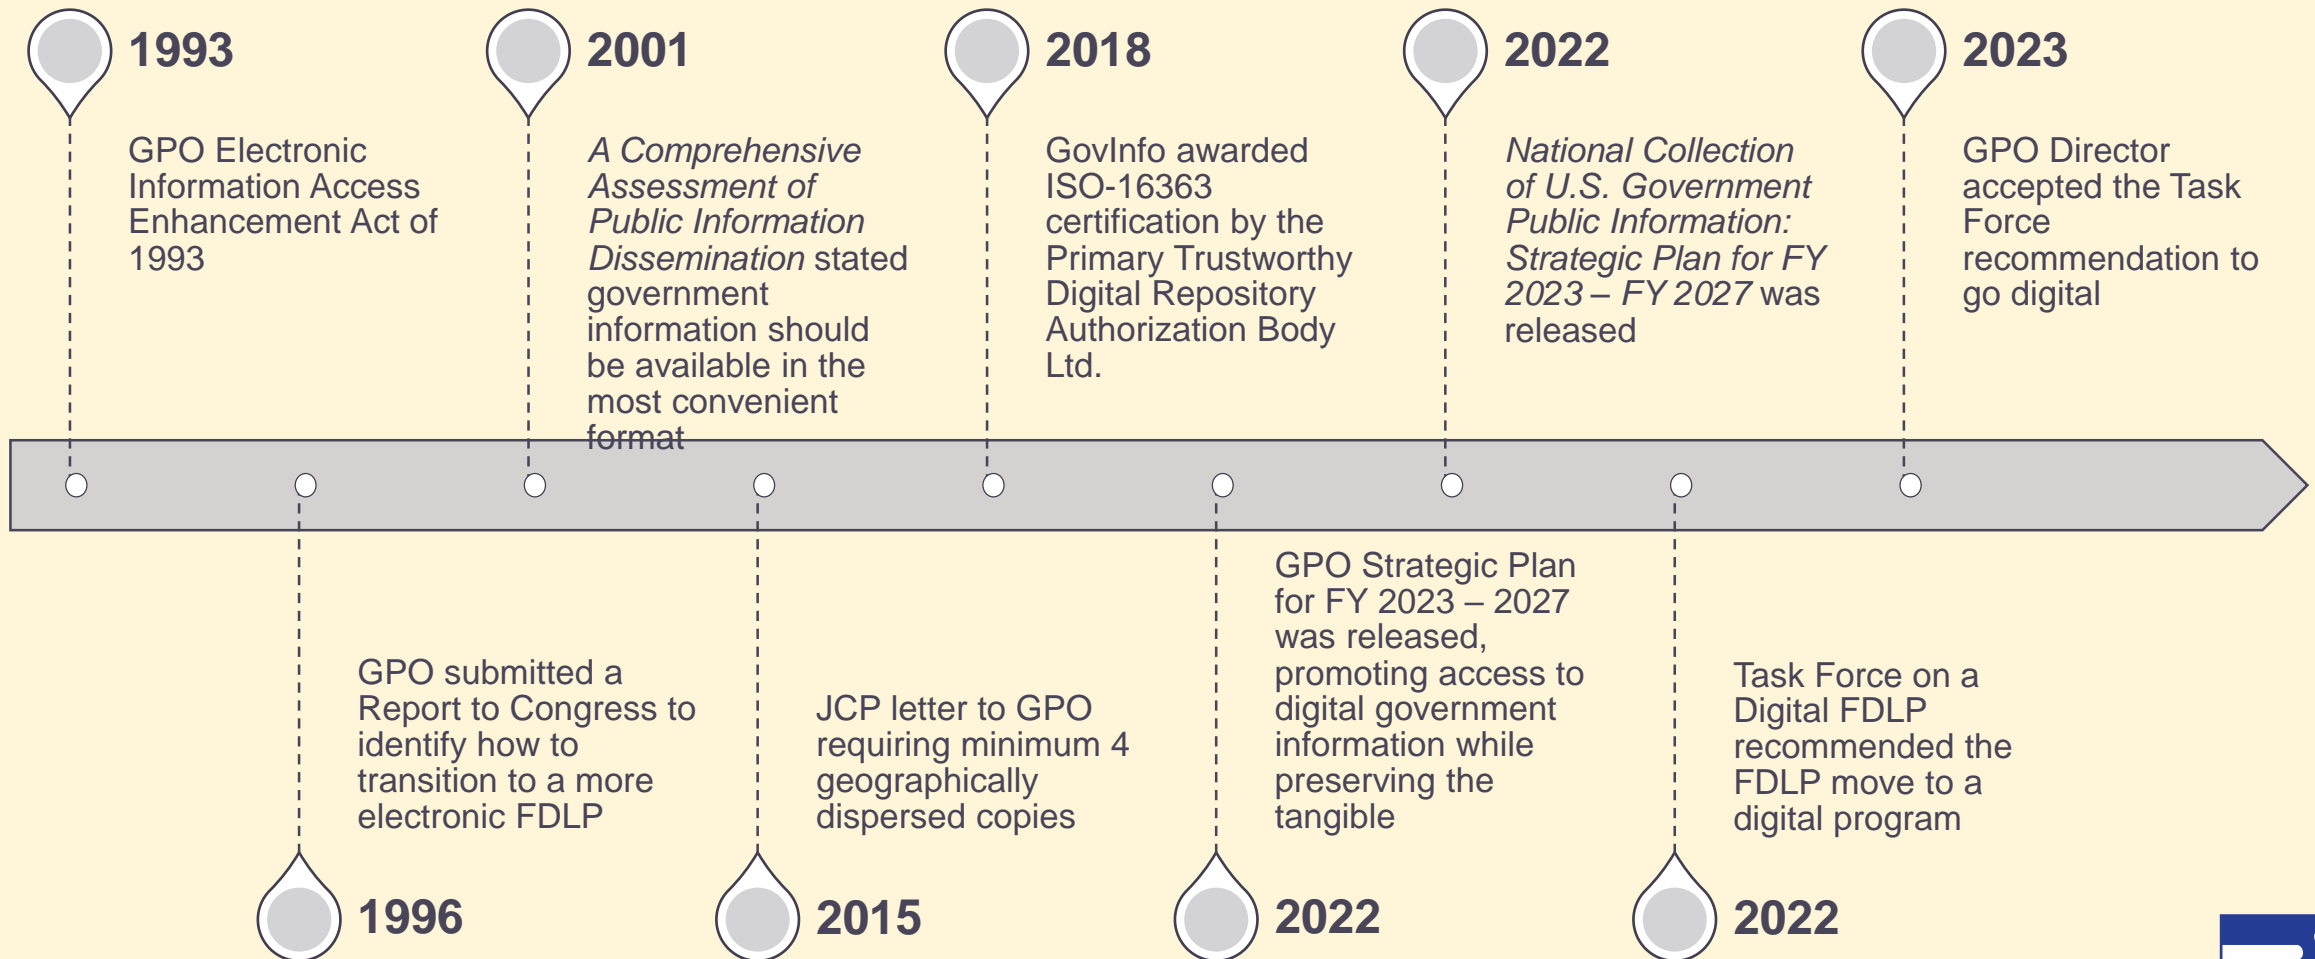 1993
GPO Electronic
Information Access
Enhancement Act of
1993
1996
GPO submitted a
Report to Congress to
identify how to
transition to a more
electronic FDLP
2001
A Comprehensive
Assessment of
Public Information
Dissemination stated
government
information should
be available in the
most convenient
format
2015
JCP letter to GPO
requiring minimum 4
geographically
dispersed copies
2018
GovInfo awarded
ISO-16363
certification by the
Primary Trustworthy
Digital Repository
Authorization Body
Ltd.
2022
GPO Strategic Plan
for FY 2023 – 2027
was released,
promoting access to
digital government
information while
preserving the
tangible
2022
National Collection
of U.S. Government
Public Information:
Strategic Plan for FY
2023 – FY 2027 was
released
2022
Task Force on a
Digital FDLP
recommended the
FDLP move to a
digital program
2023
GPO Director
accepted the Task
Force
recommendation to
go digital